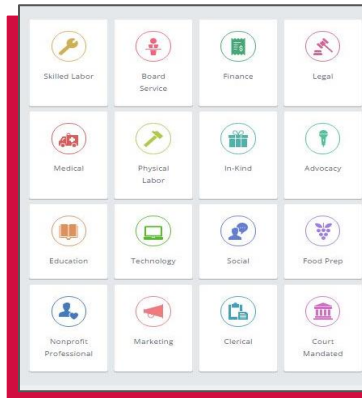 Skilled Labor
Board
Service
Finance
Legal
Medical
Physical
Labor
In-Kind
Advocacy
Education
Technology
Social
Food Prep
Nonprofit
Professional
Marketing
Clerical
Court
Mandated